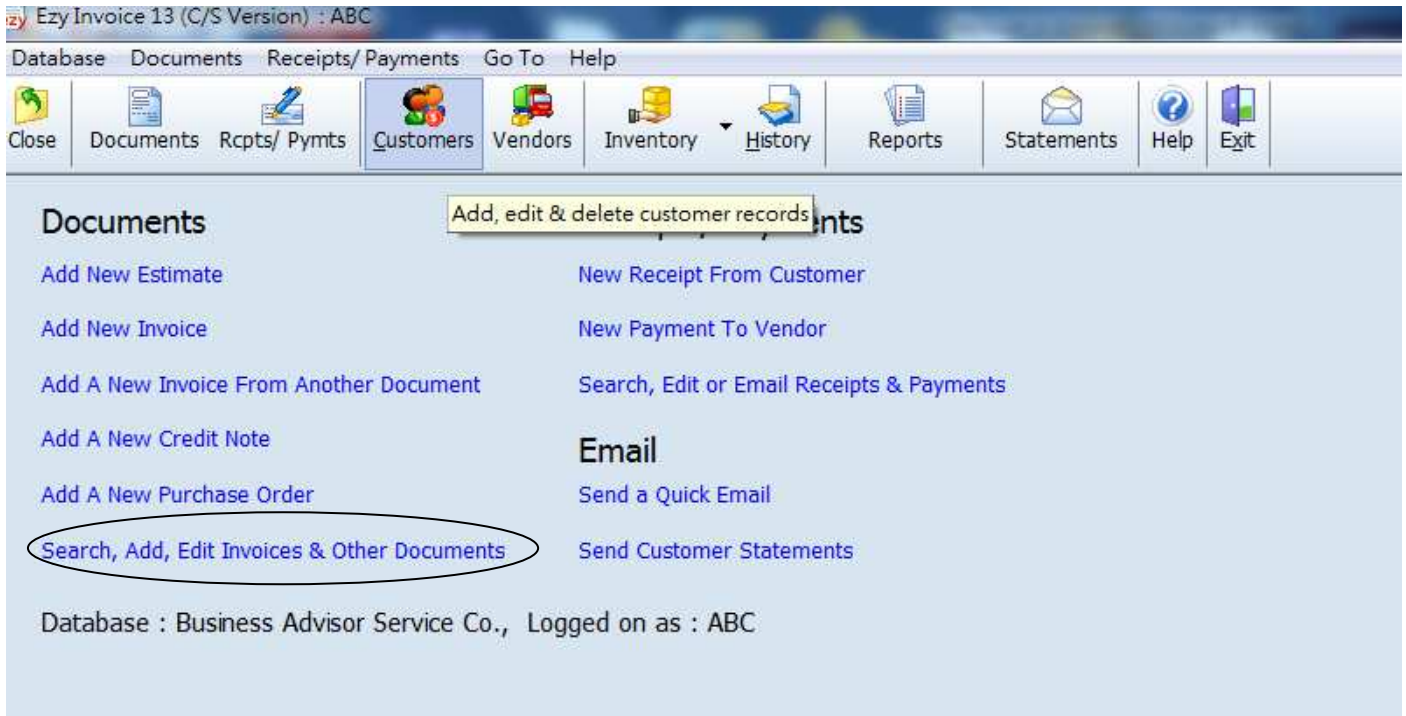 Ezy Invoice 13 (C/S Version) : ABC
Database Documents Receipts/ Payments Go To Help
Close Documents Rcpts/ Pymts Customers Vendors Inventory History Reports Statements Help Exit
Add, edit & delete customer records
Documents
Add New Estimate
Add New Invoice
Add A New Invoice From Another Document
Add A New Credit Note
Add A New Purchase Order
Search, Add, Edit Invoices & Other Documents
New Receipt From Customer
New Payment To Vendor
Search, Edit or Email Receipts & Payments
Email
Send a Quick Email
Send Customer Statements
Database : Business Advisor Service Co., Logged on as : ABC